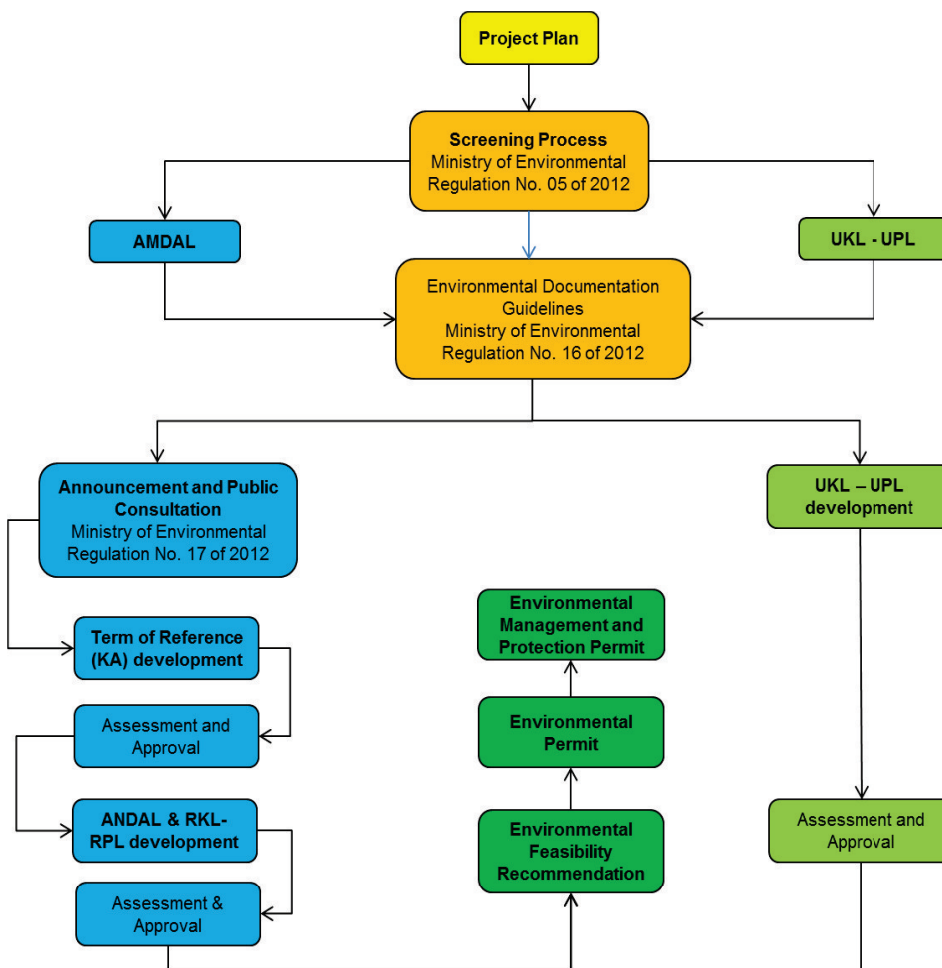 Project Plan
Screening Process
Ministry of Environmental
Regulation No. 05 of 2012
AMDAL
UKL - UPL
Environmental Documentation
Guidelines
Ministry of Environmental
Regulation No. 16 of 2012
Announcement and Public
Consultation
Ministry of Environmental
Regulation No. 17 of 2012
UKL – UPL
development
Term of Reference
(KA) development
Environmental
Management and
Protection Permit
Assessment and
Approval
Environmental
Permit
ANDAL & RKL-
RPL development
Environmental
Feasibility
Recommendation
Assessment and
Approval
Assessment &
Approval